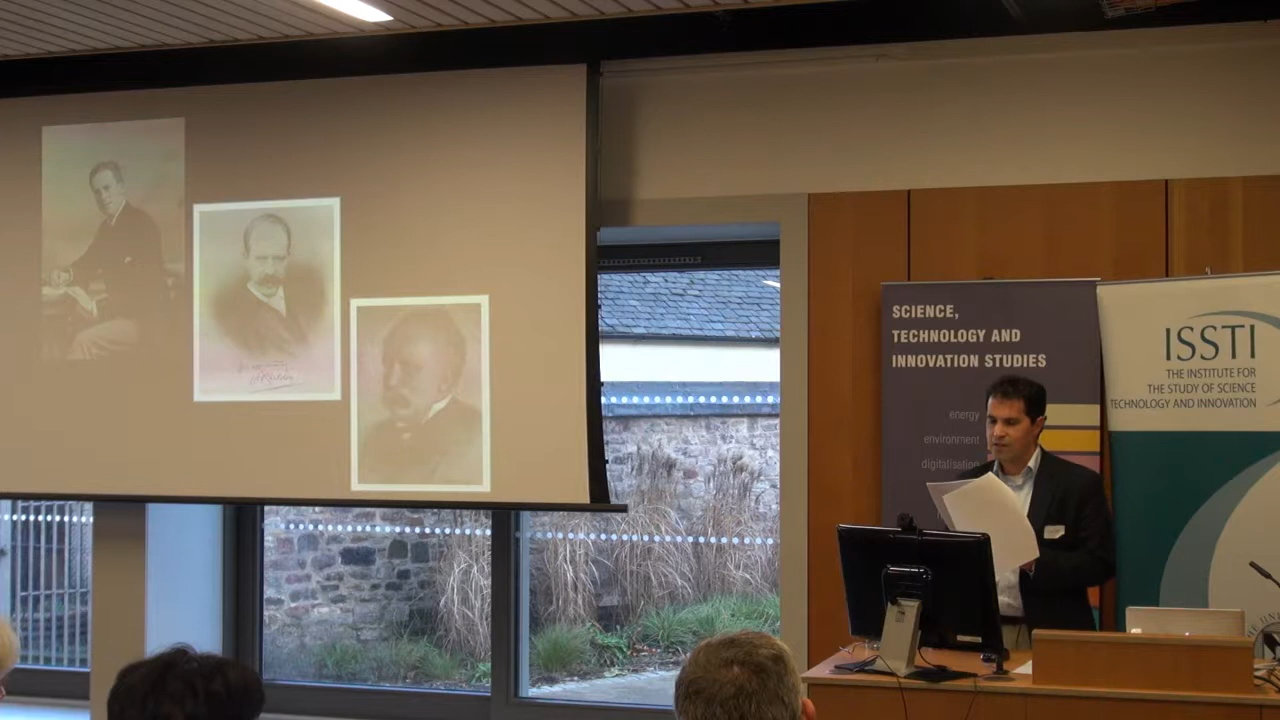 SCIENCE,
TECHNOLOGY AND
INNOVATION STUDIES
energy
environment
digitalisation
ISSTI
THE INSTITUTE FOR
THE STUDY OF SCIENCE
TECHNOLOGY AND INNOVATION